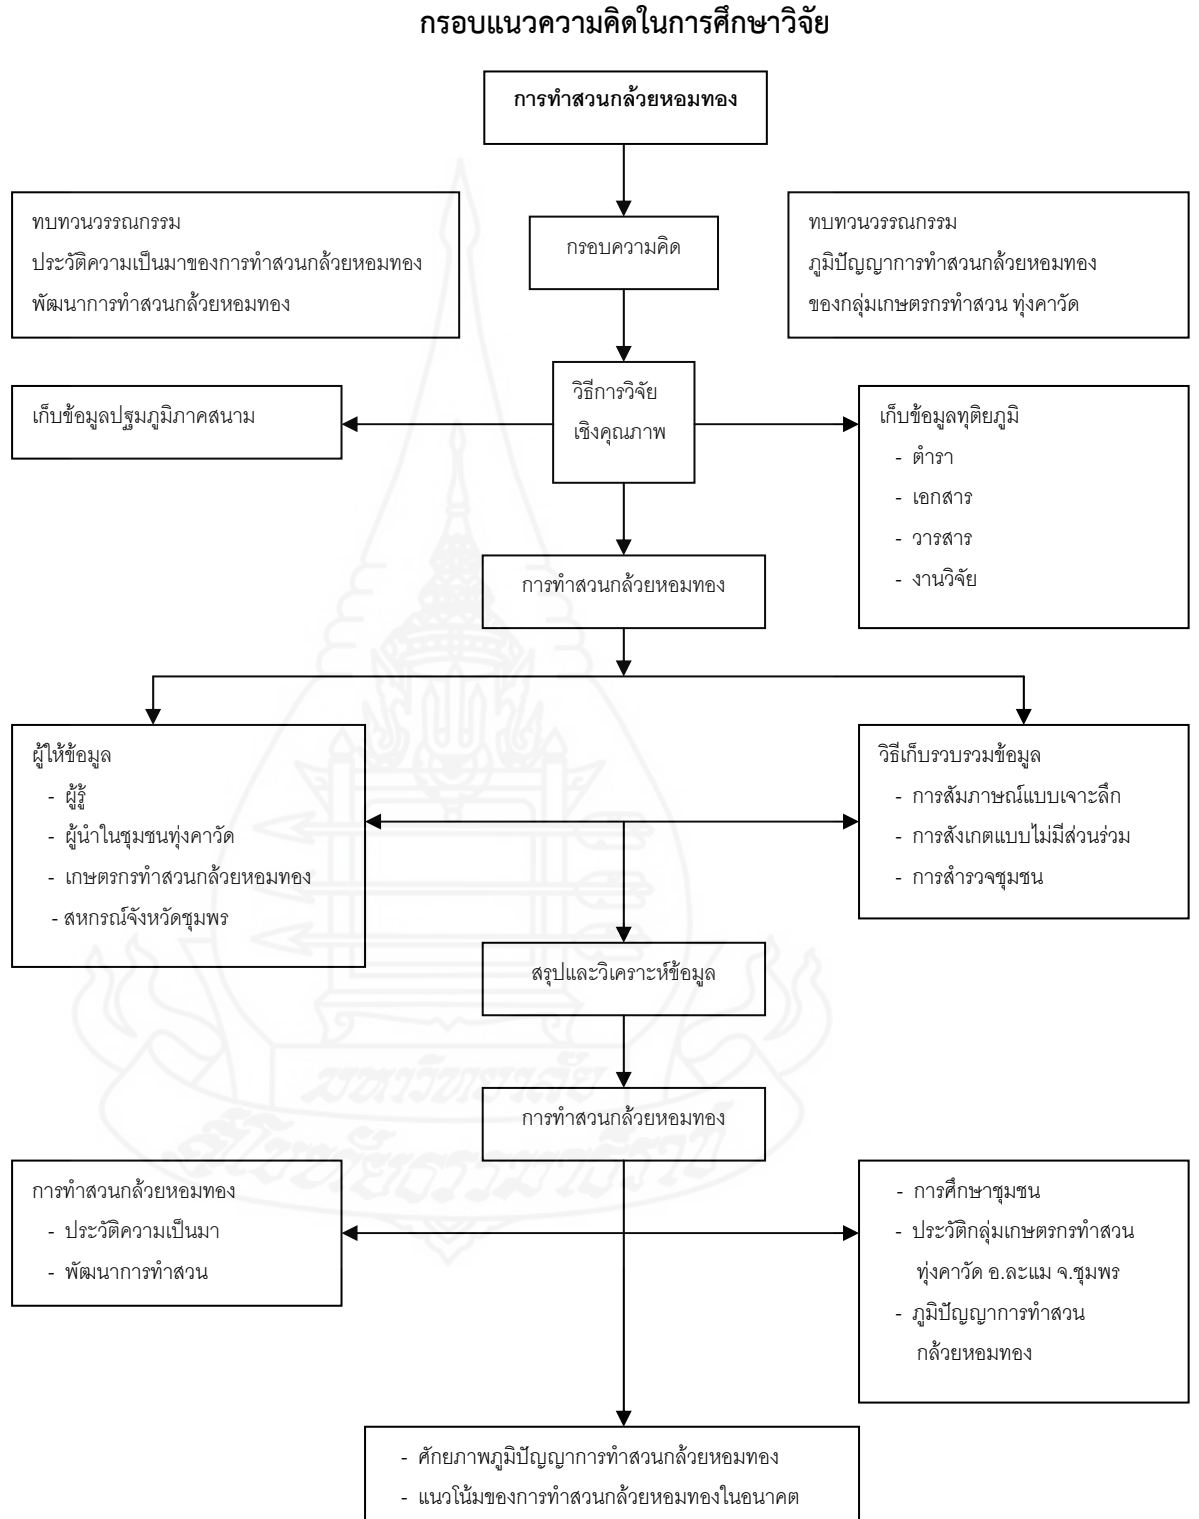 กรอบแนวความคิดในการศึกษาวิจัย
การทำสวนกล้วยหอมทอง
ทบทวนวรรณกรรม
ประวัติความเป็นมาของการทำสวนกล้วยหอมทอง
พัฒนาการทำสวนกล้วยหอมทอง
กรอบความคิด
ทบทวนวรรณกรรม
ภูมิปัญญาการทำสวนกล้วยหอมทอง
ของกลุ่มเกษตรกรทำสวน ทุ่งคาวัด
เก็บข้อมูลปฐมภูมิภาคสนาม
วิธีการวิจัย
เชิงคุณภาพ
เก็บข้อมูลทุติยภูมิ
- ตำรา
- เอกสาร
- วารสาร
- งานวิจัย
การทำสวนกล้วยหอมทอง
ผู้ให้ข้อมูล
- ผู้รู้
- ผู้นำในชุมชนทุ่งคาวัด
- เกษตรกรทำสวนกล้วยหอมทอง
- สหกรณ์จังหวัดชุมพร
วิธีเก็บรวบรวมข้อมูล
- การสัมภาษณ์แบบเจาะลึก
- การสังเกตแบบไม่มีส่วนร่วม
- การสำรวจชุมชน
สรุปและวิเคราะห์ข้อมูล
มหาวิทยาลัย
สุโขทัยธรรมาธิราช
การทำสวนกล้วยหอมทอง
การทำสวนกล้วยหอมทอง
- ประวัติความเป็นมา
- พัฒนาการทำสวน
- การศึกษาชุมชน
- ประวัติกลุ่มเกษตรกรทำสวน
ทุ่งคาวัด อ.ละแม จ.ชุมพร
- ภูมิปัญญาการทำสวน
กล้วยหอมทอง
- ศักยภาพภูมิปัญญาการทำสวนกล้วยหอมทอง
- แนวโน้มของการทำสวนกล้วยหอมทองในอนาคต